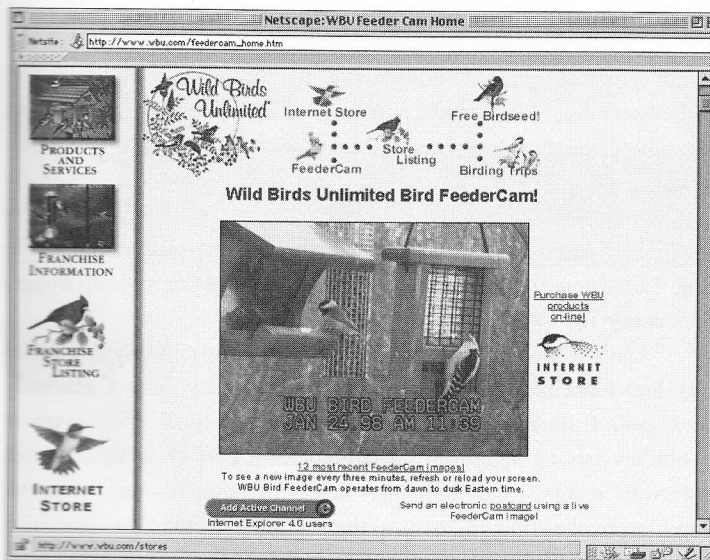 Netscape: WBU Feeder Cam Home
Netsite: http://www.wbu.com/feedercam_home.htm
PRODUCTS
AND
SERVICES
FRANCHISE
INFORMATION
FRANCHISE
STORE
LISTING
INTERNET
STORE
Wild Birds
Unlimited®
Internet Store
FeederCam
Store
Listing
Free Birdseed!
Birding Trips
Wild Birds Unlimited Bird FeederCam!
WBU BIRD FEEDERCAM
JAN 24.98 AM 11:39
Purchase WBU
products
on-line!
INTERNET
STORE
12 most recent FeederCam images!
To see a new image every three minutes, refresh or reload your screen.
WBU Bird FeederCam operates from dawn to dusk Eastern time.
Add Active Channel
Internet Explorer 4.0 users
Send an electronic postcard using a live
FeederCam image!
http://www.wbu.com/stores